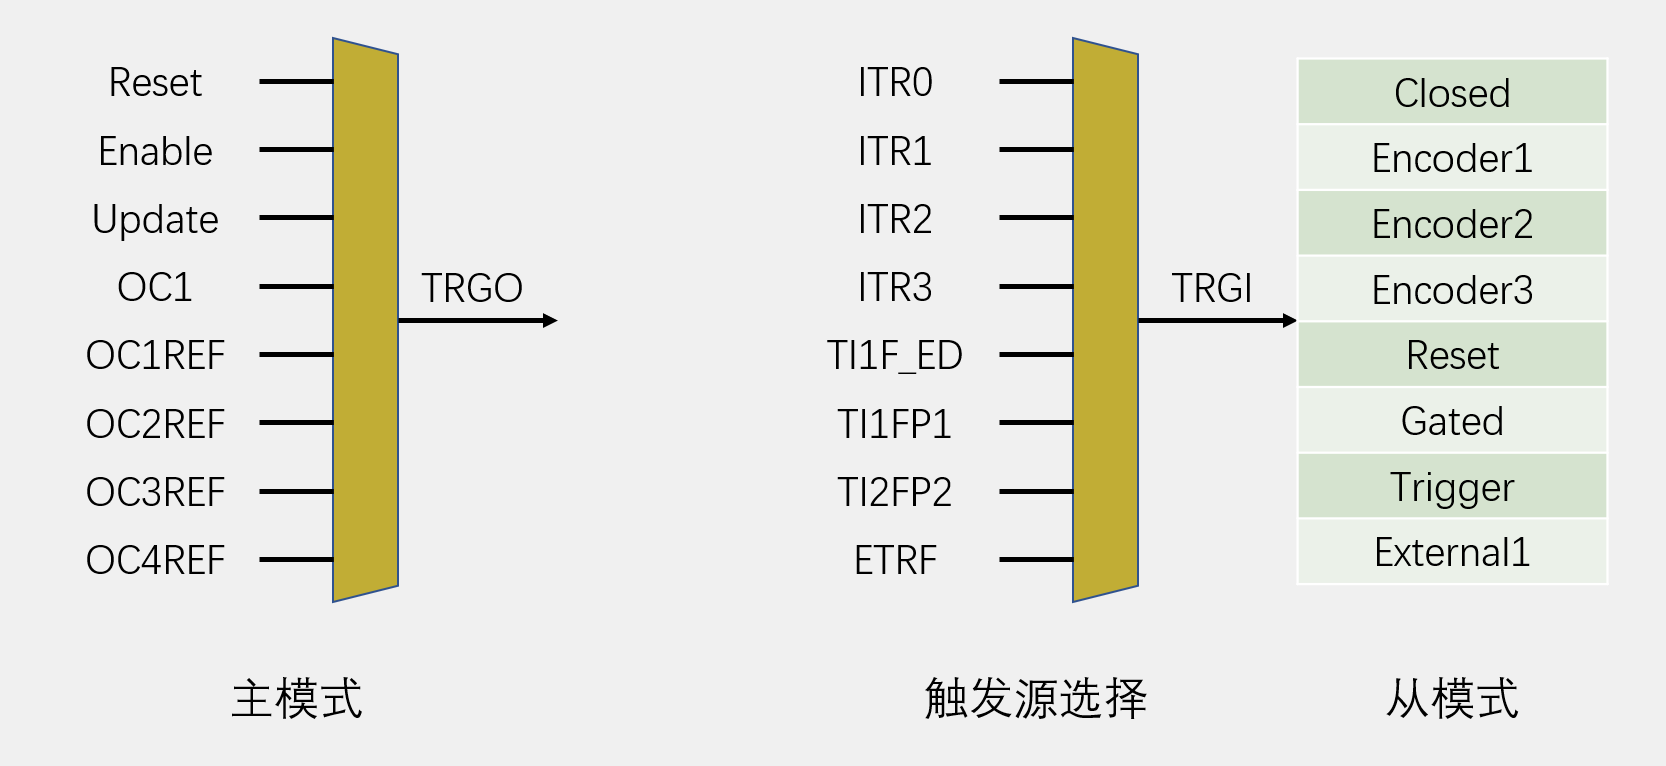 Reset
Enable
Update
OC1
OC1REF
OC2REF
OC3REF
OC4REF
TRGO
主模式
ITR0
ITR1
ITR2
ITR3
TI1F_ED
TI1FP1
TI2FP2
ETRF
TRGI
触发源选择
Closed
Encoder1
Encoder2
Encoder3
Reset
Gated
Trigger
External1
从模式